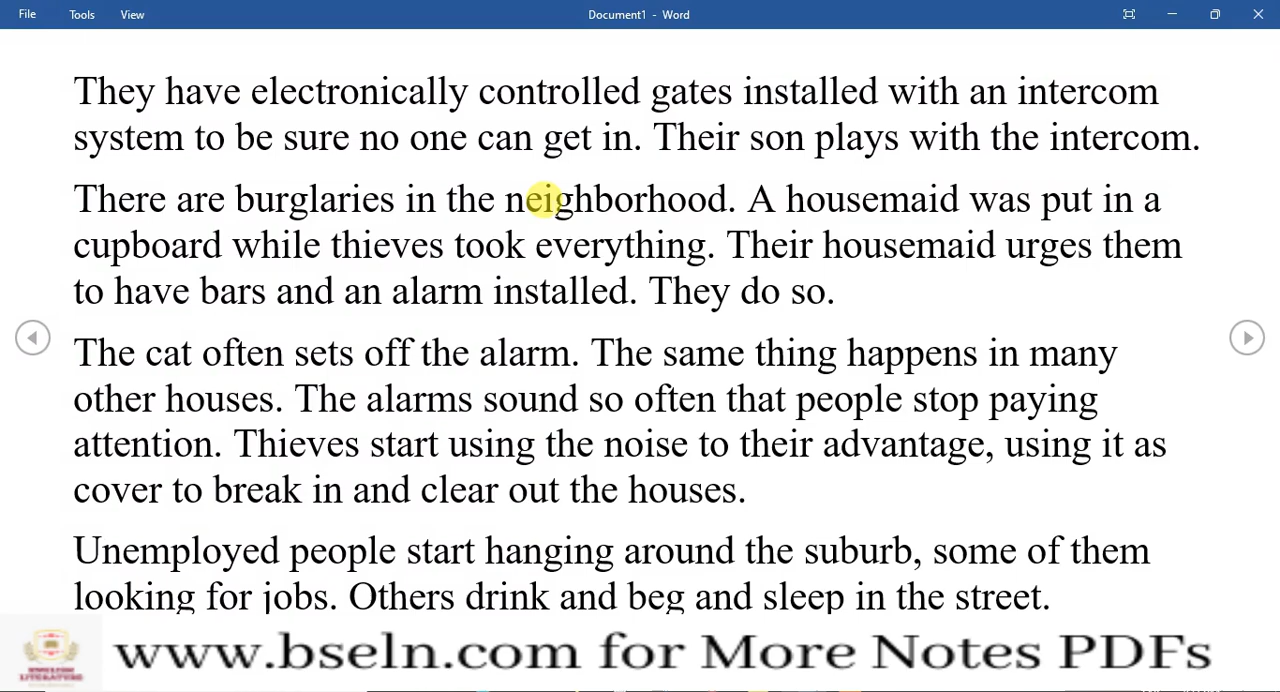 File Tools View Document1 - Word
They have electronically controlled gates installed with an intercom
system to be sure no one can get in. Their son plays with the intercom.
There are burglaries in the neighborhood. A housemaid was put in a
cupboard while thieves took everything. Their housemaid urges them
to have bars and an alarm installed. They do so.
The cat often sets off the alarm. The same thing happens in many
other houses. The alarms sound so often that people stop paying
attention. Thieves start using the noise to their advantage, using it as
cover to break in and clear out the houses.
Unemployed people start hanging around the suburb, some of them
looking for jobs. Others drink and beg and sleep in the street.
ENGLISH
LITERATURE
www.bseln.com for More Notes PDFs